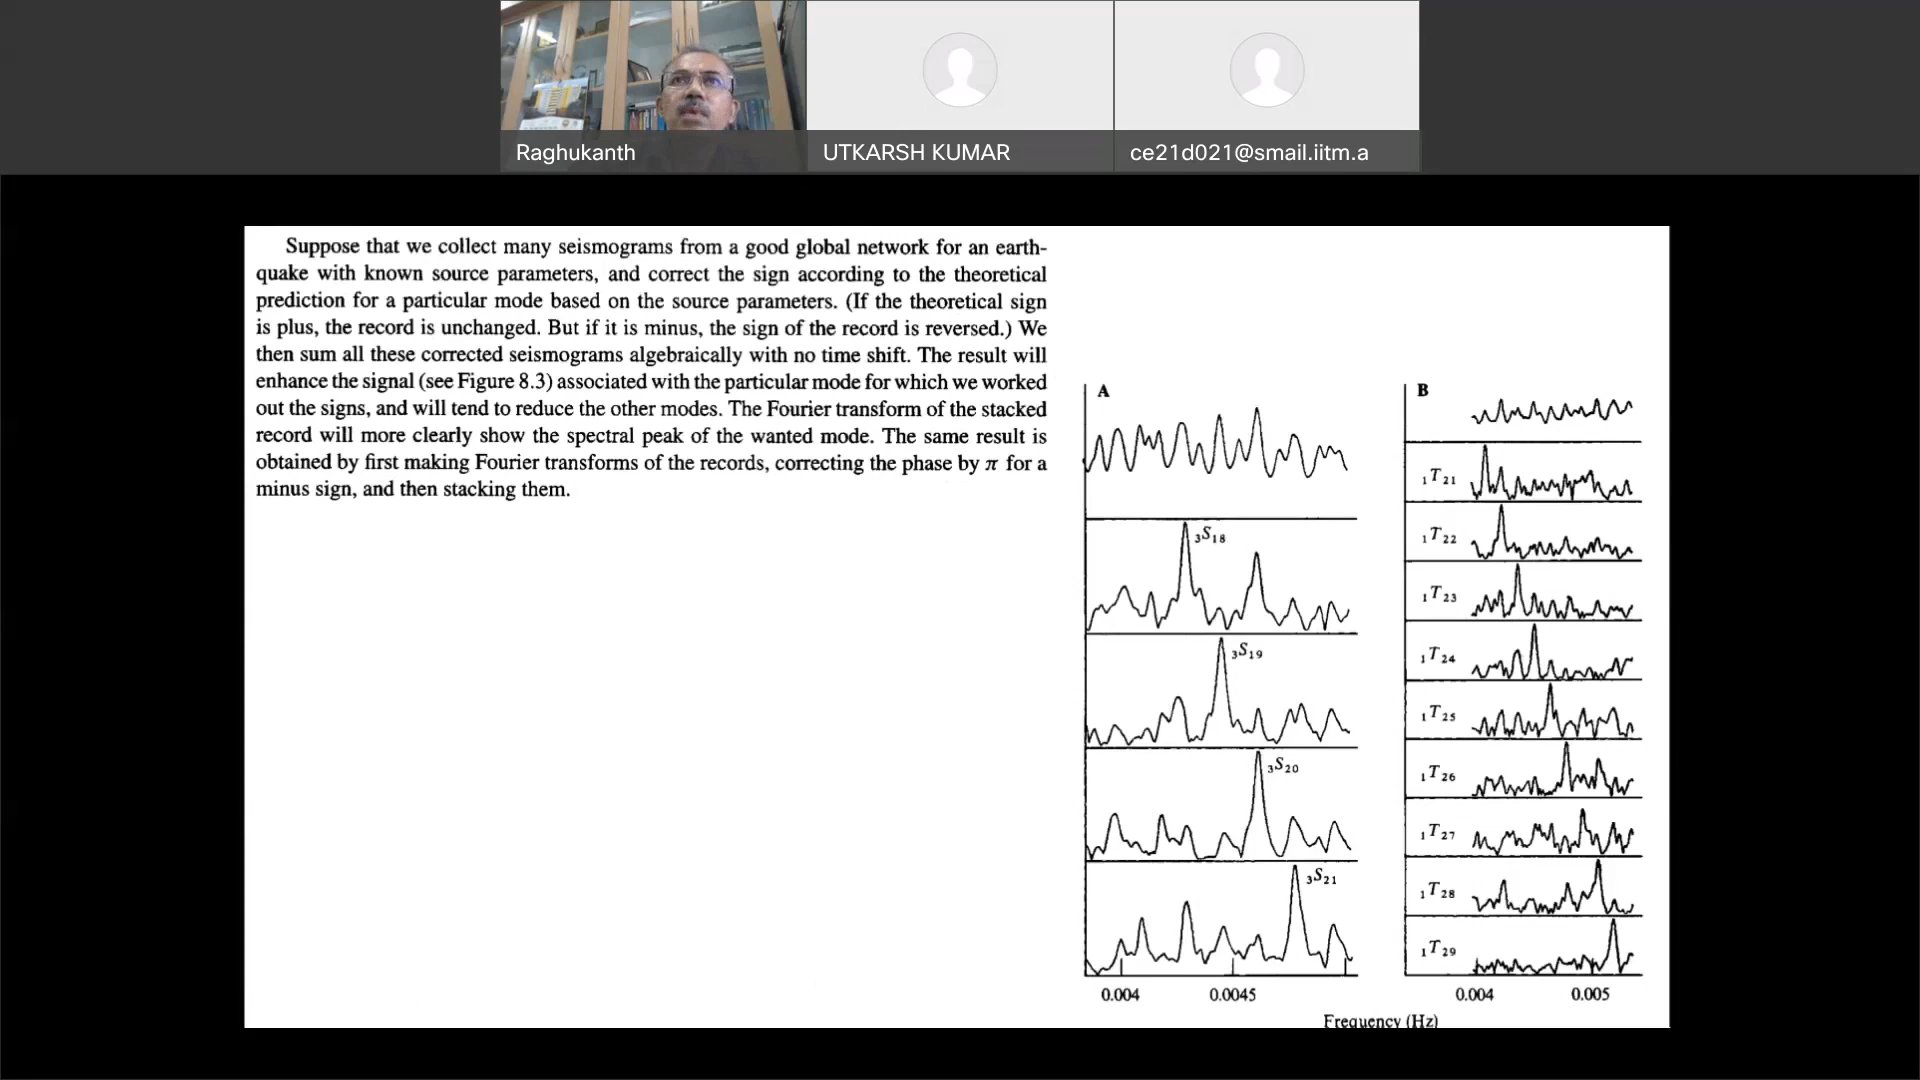 Raghukanth
UTKARSH KUMAR
ce21d021@smail.iitm.a
Suppose that we collect many seismograms from a good global network for an earth-
quake with known source parameters, and correct the sign according to the theoretical
prediction for a particular mode based on the source parameters. (If the theoretical sign
is plus, the record is unchanged. But if it is minus, the sign of the record is reversed.) We
then sum all these corrected seismograms algebraically with no time shift. The result will
enhance the signal (see Figure 8.3) associated with the particular mode for which we worked
out the signs, and will tend to reduce the other modes. The Fourier transform of the stacked
record will more clearly show the spectral peak of the wanted mode. The same result is
obtained by first making Fourier transforms of the records, correcting the phase by π for a
minus sign, and then stacking them.
A
₃S₁₈
₃S₁₉
₃S₂₀
₃S₂₁
0.004 0.0045
B
₁T₂₁
₁T₂₂
₁T₂₃
₁T₂₄
₁T₂₅
₁T₂₆
₁T₂₇
₁T₂₈
₁T₂₉
0.004 0.005
Frequency (Hz)